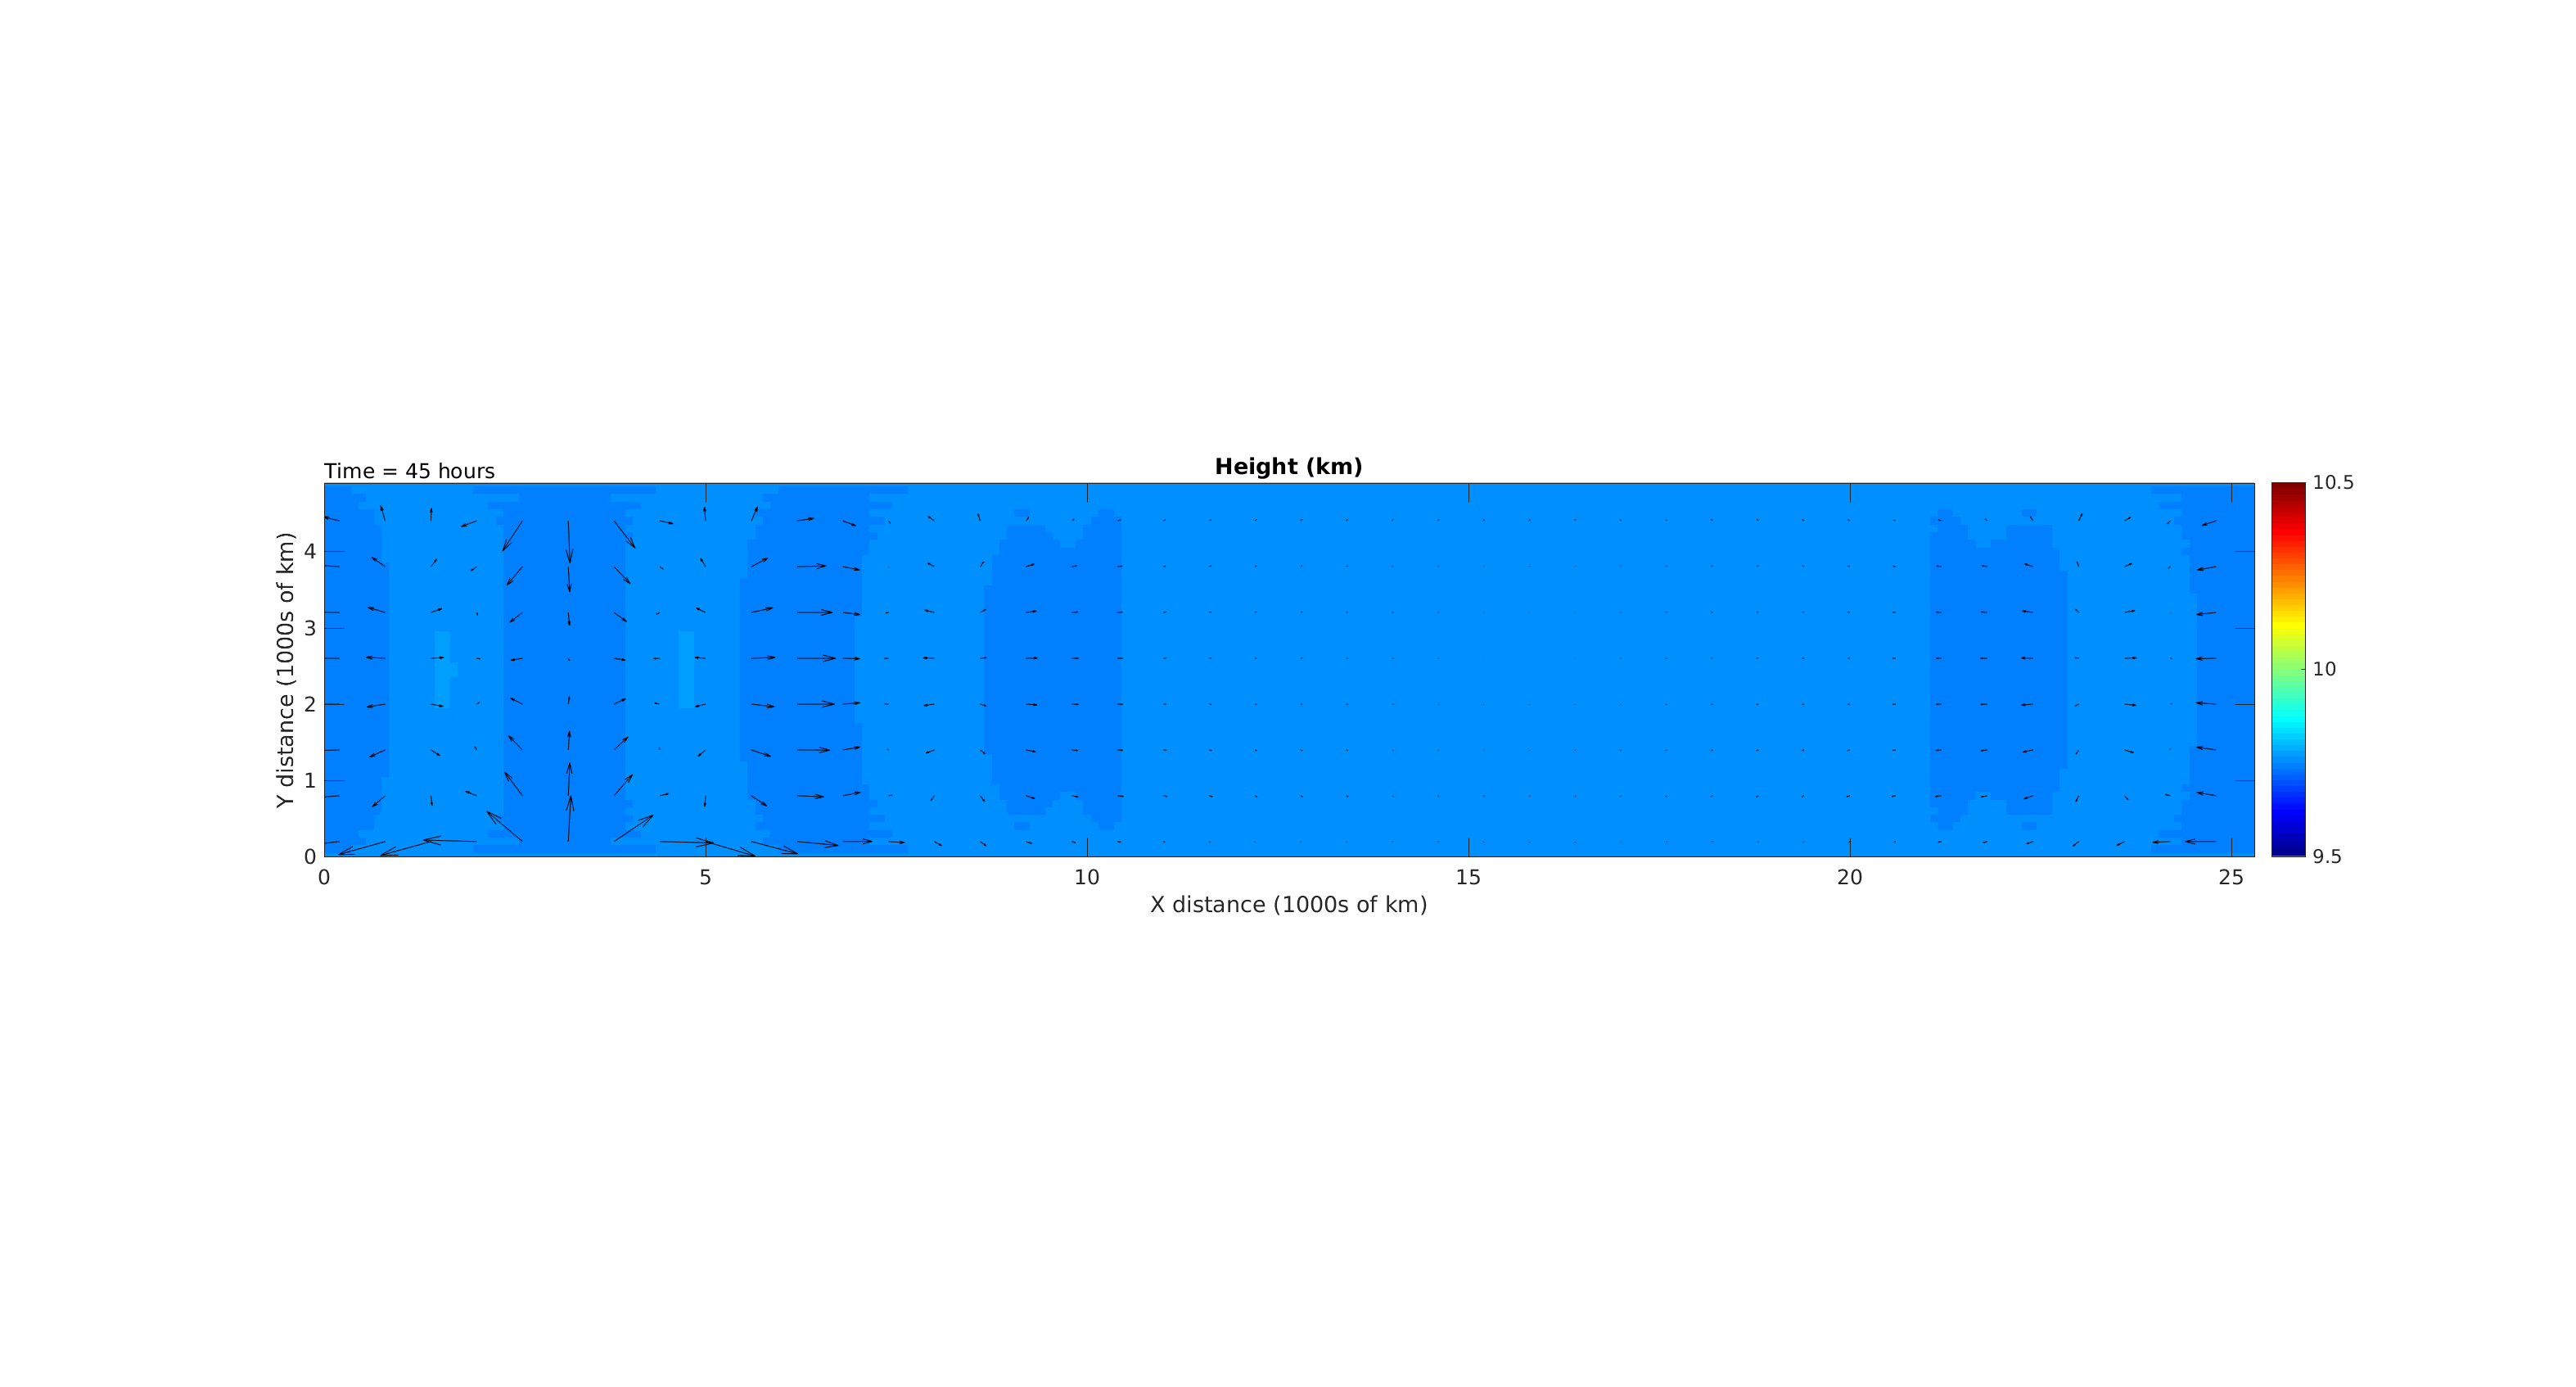 Time = 45 hours
Height (km)
10.5
10
9.5
Y distance (1000s of km)
4
3
2
1
0
0 5 10 15 20 25
X distance (1000s of km)